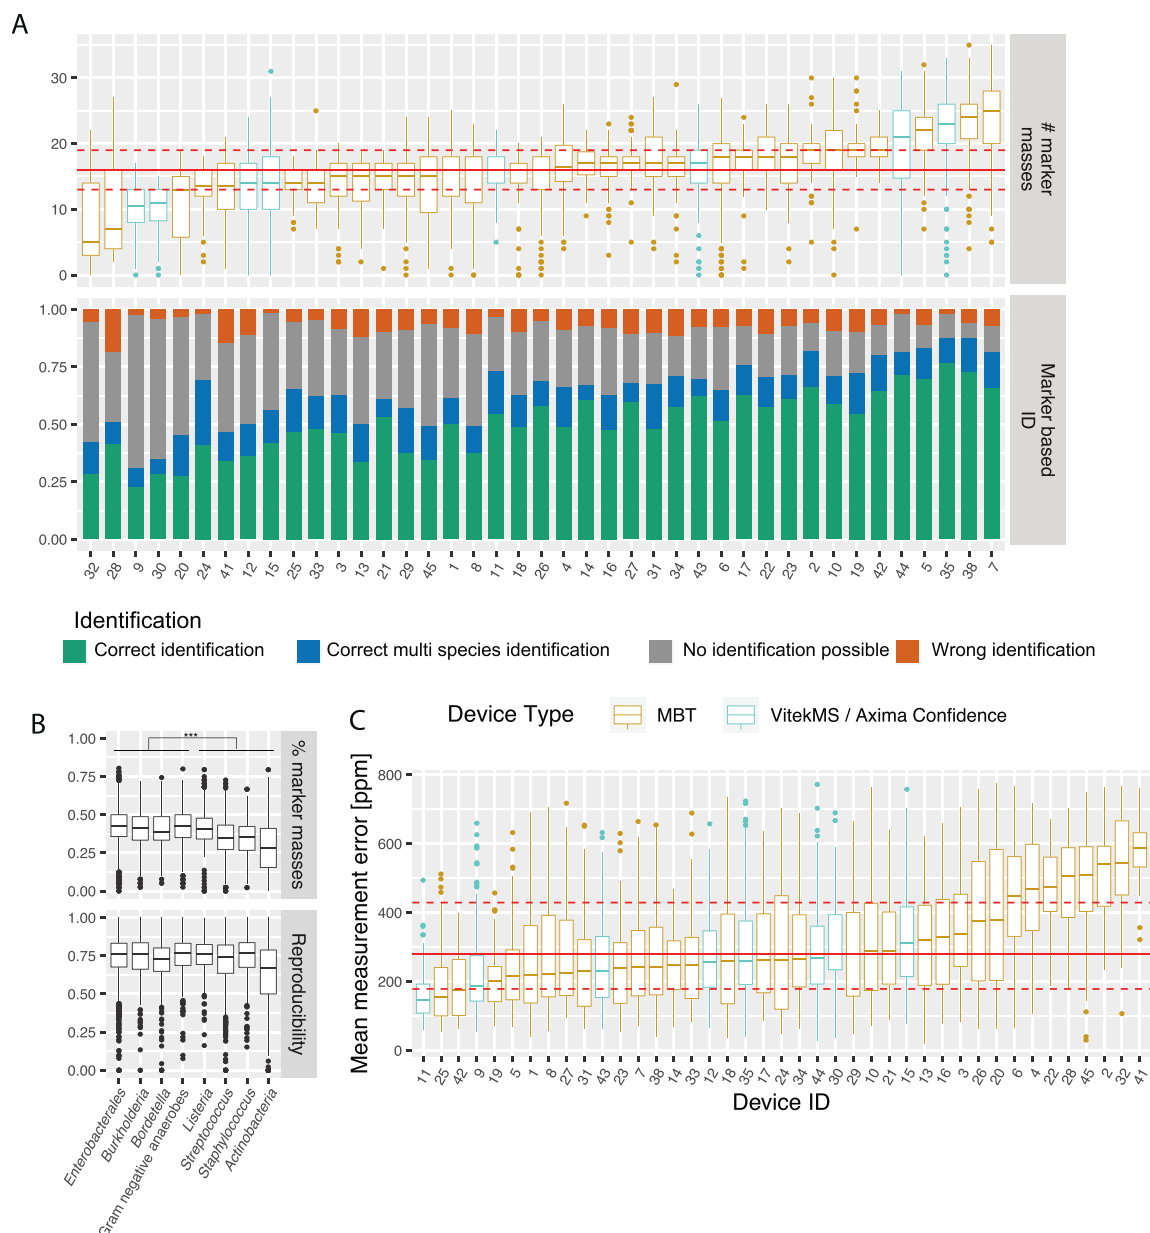 A
30
20
10
0
# marker
masses
1.00
0.75
0.50
0.25
0.00
Marker based
ID
32 28 9 30 20 24 41 12 15 25 33 3 13 21 29 45 1 8 11 18 26 4 14 16 27 31 34 43 6 17 22 23 2 10 19 42 44 5 35 38 7
Identification
Correct identification Correct multi species identification No identification possible Wrong identification
B
C
Device Type MBT VitekMS / Axima Confidence
***
1.00
0.75
0.50
0.25
0.00
% marker masses
1.00
0.75
0.50
0.25
0.00
Reproducibility
Enterobacterales
Burkholderia
Bordetella
Gram negative anaerobes
Listeria
Streptococcus
Staphylococcus
Actinobacteria
Mean measurement error [ppm]
800
600
400
200
0
11 25 42 9 19 5 1 8 27 31 43 23 7 38 14 33 12 18 35 17 24 34 44 30 29 10 21 15 13 16 3 26 20 6 4 22 28 45 2 32 41
Device ID